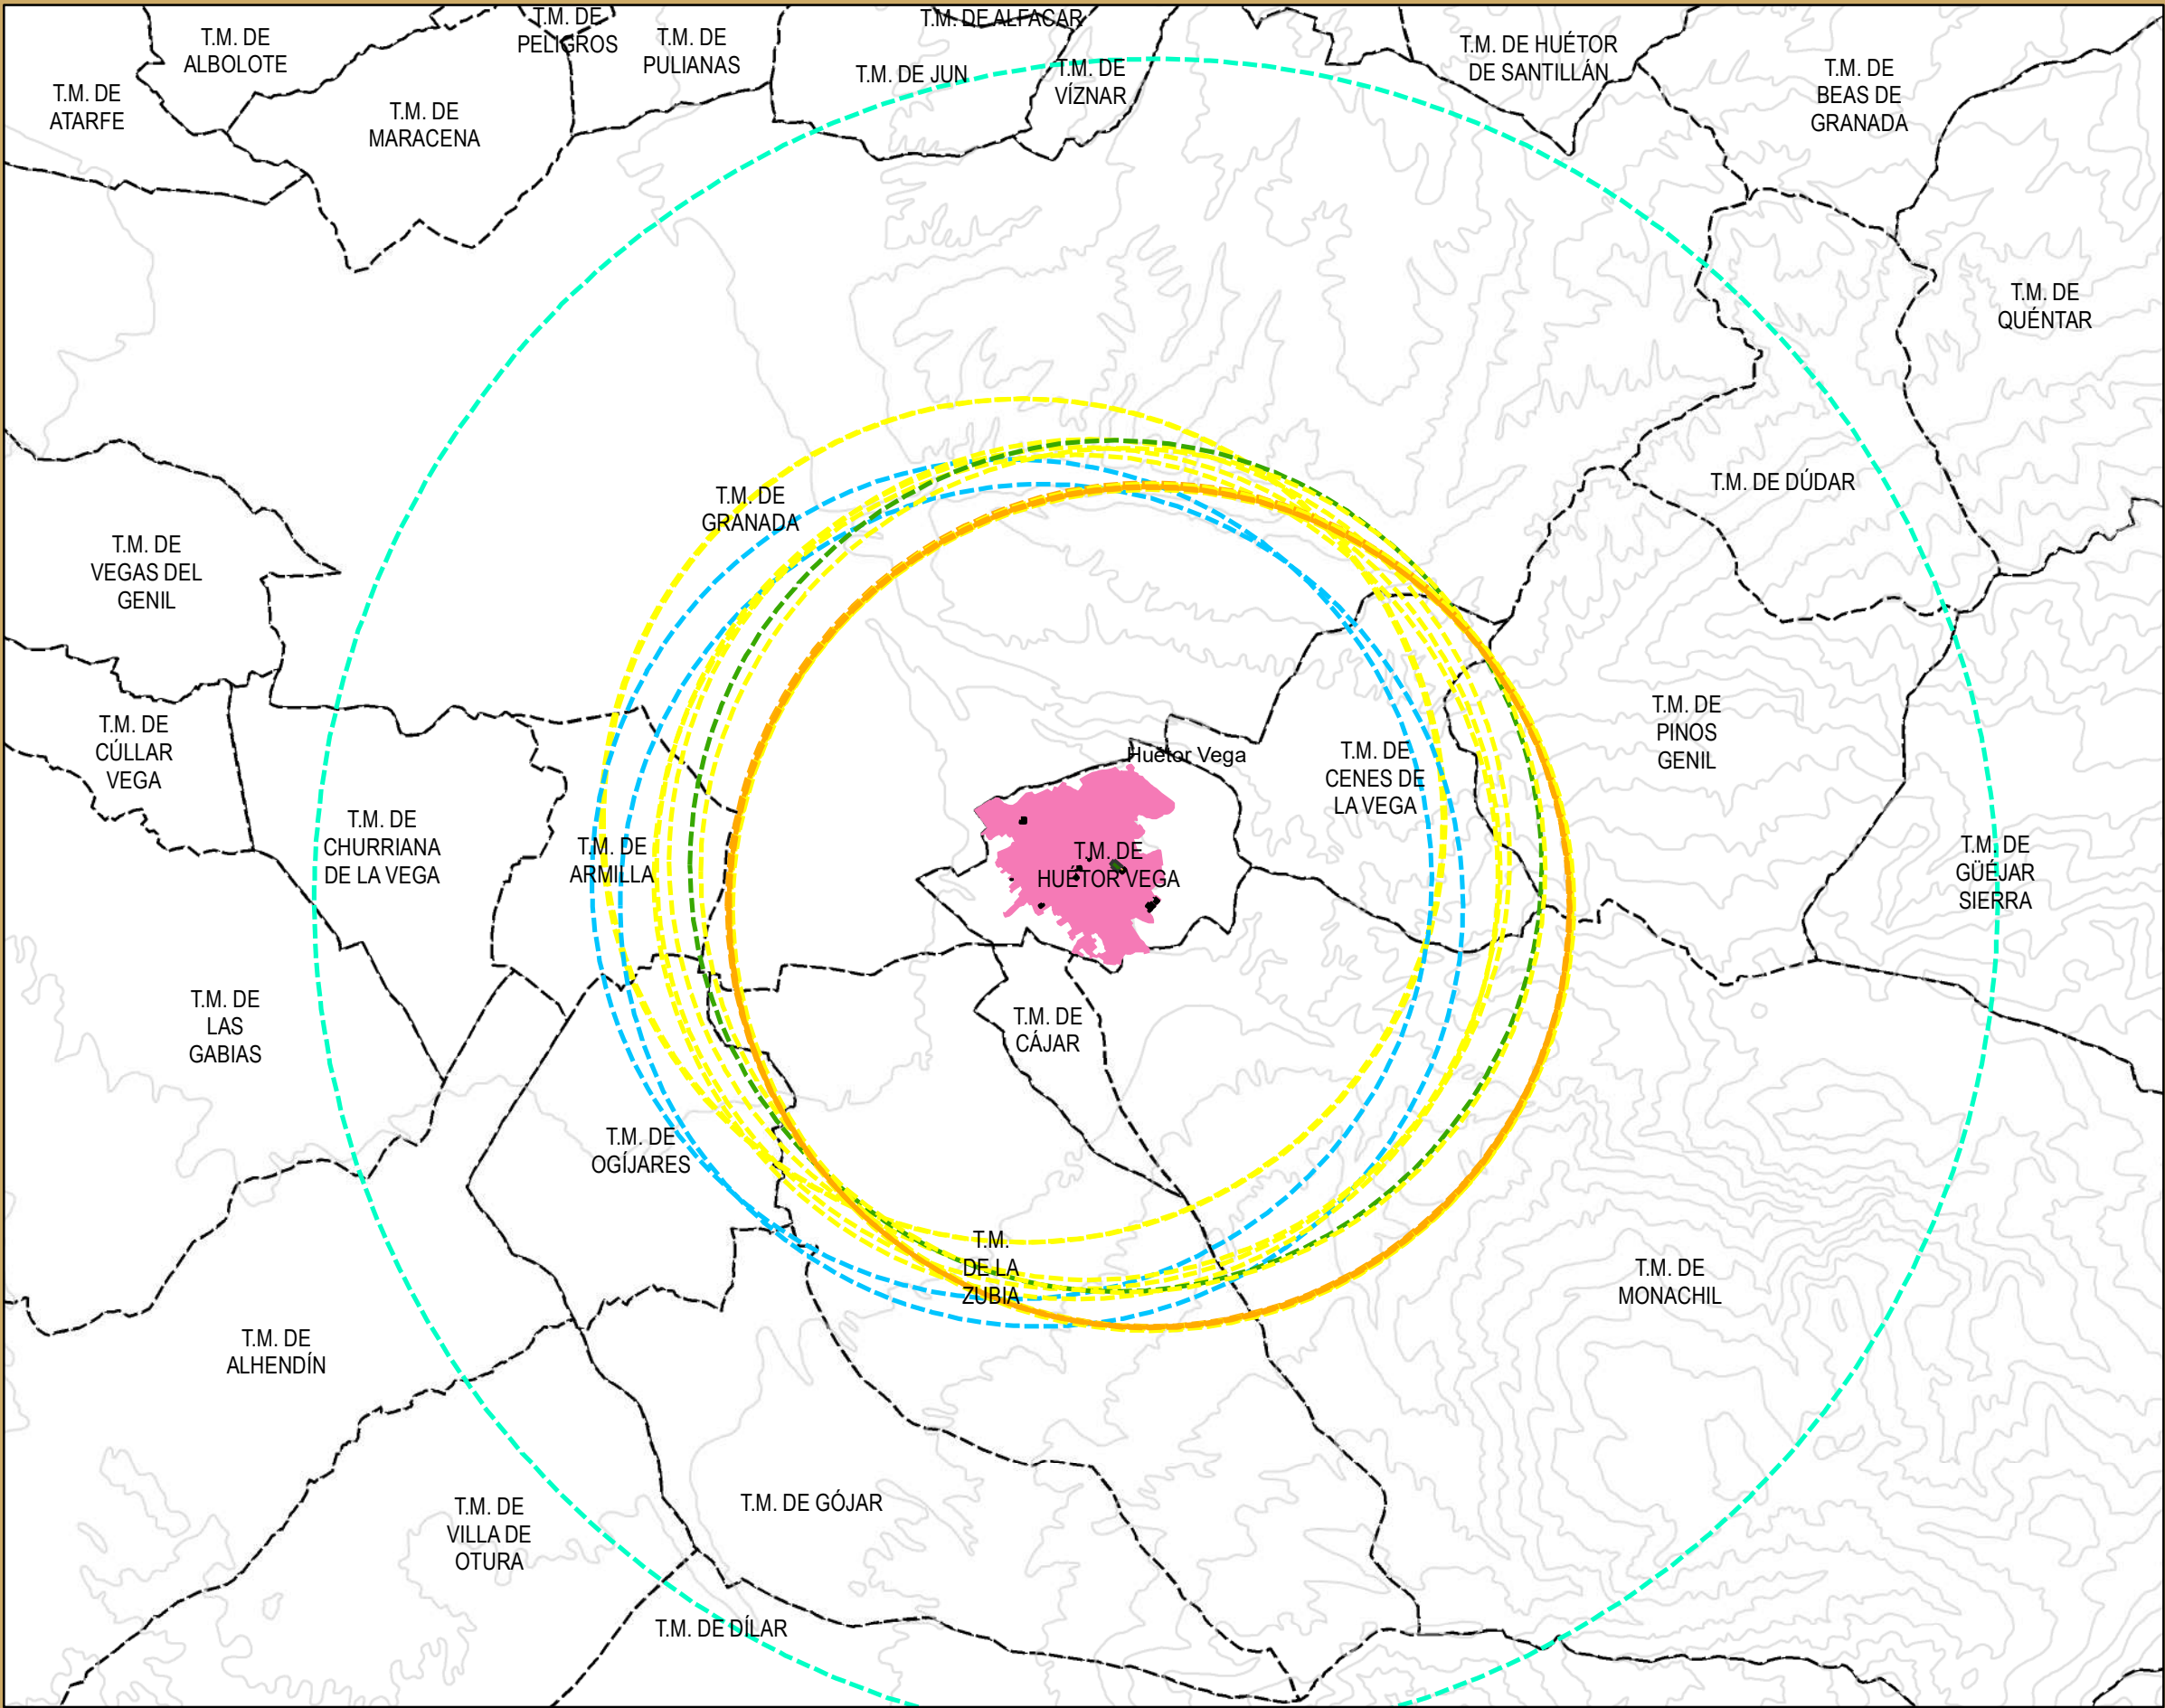 T.M. DE
PELIGROS
T.M. DE ALFACAR
T.M. DE
ALBOLOTE
T.M. DE
PULIANAS
T.M. DE JUN
T.M. DE
VÍZNAR
T.M. DE HUÉTOR
DE SANTILLÁN
T.M. DE
BEAS DE
GRANADA
T.M. DE
ATARFE
T.M. DE
MARACENA
T.M. DE
QUÉNTAR
T.M. DE
GRANADA
T.M. DE DÚDAR
T.M. DE
VEGAS DEL
GENIL
T.M. DE
CÚLLAR
VEGA
Huétor Vega
T.M. DE
CENES DE
LA VEGA
T.M. DE
PINOS
GENIL
T.M. DE
CHURRIANA
DE LA VEGA
T.M. DE
ARMILLA
T.M. DE
HUÉTOR VEGA
T.M. DE
GÜÉJAR
SIERRA
T.M. DE
LAS
GABIAS
T.M. DE
CÁJAR
T.M. DE
OGÍJARES
T.M.
DE LA
ZUBIA
T.M. DE
MONACHIL
T.M. DE
ALHENDÍN
T.M. DE
VILLA DE
OTURA
T.M. DE GÓJAR
T.M. DE DÍLAR